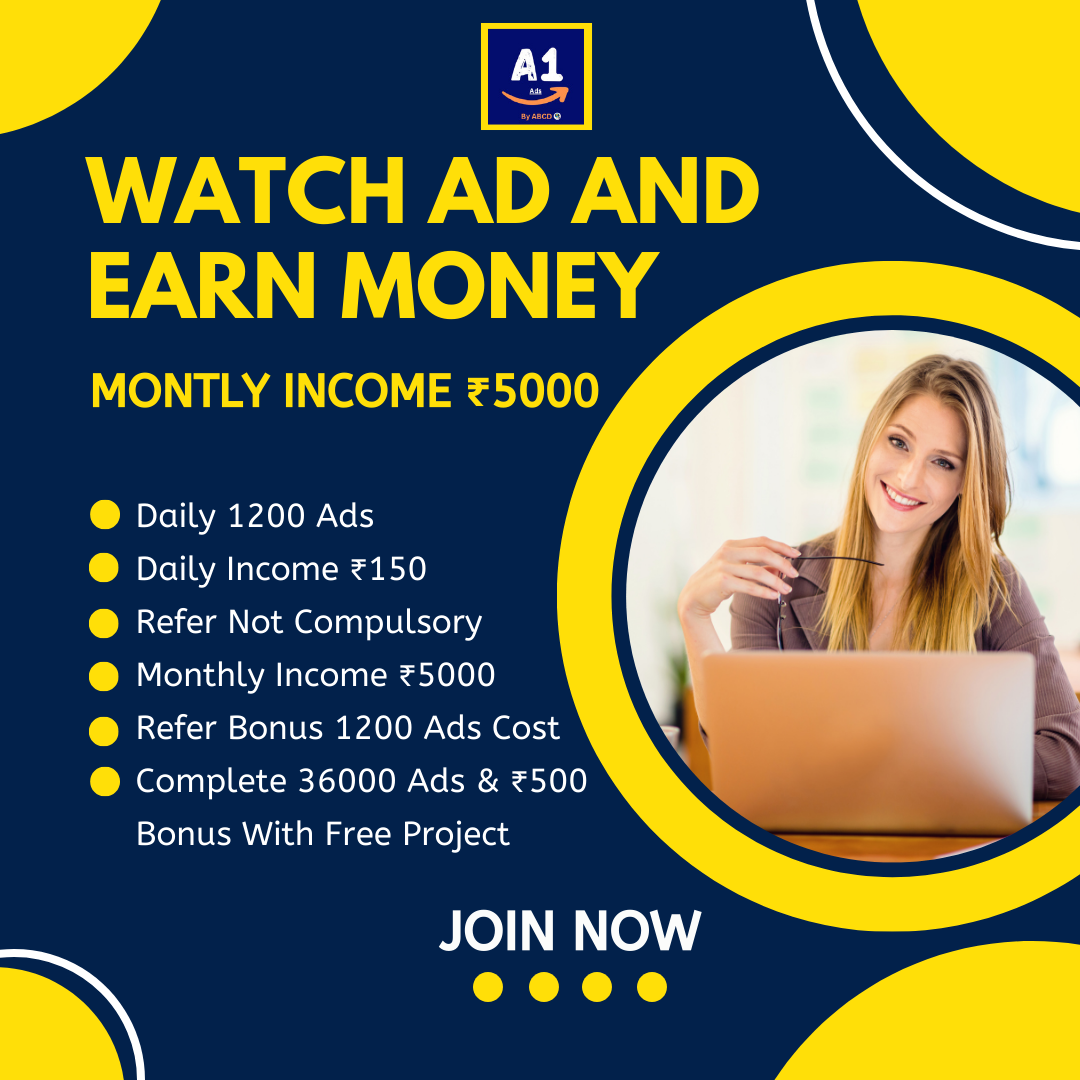 A1
Ads
By ABCD
WATCH AD AND
EARN MONEY
MONTLY INCOME ₹5000
Daily 1200 Ads
Daily Income ₹150
Refer Not Compulsory
Monthly Income ₹5000
Refer Bonus 1200 Ads Cost
Complete 36000 Ads & ₹500
Bonus With Free Project
JOIN NOW